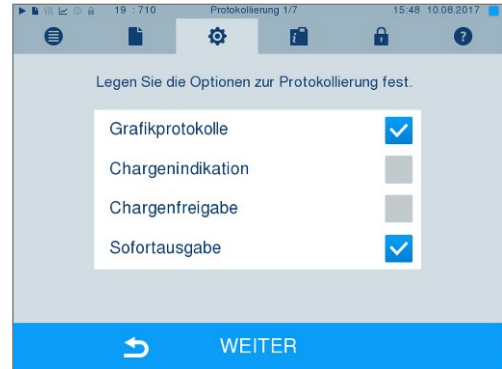 19 : 710 Protokollierung 1/7 15:48 10.08.2017
Legen Sie die Optionen zur Protokollierung fest.
Grafikprotokolle
Chargenindikation
Chargenfreigabe
Sofortausgabe
WEITER